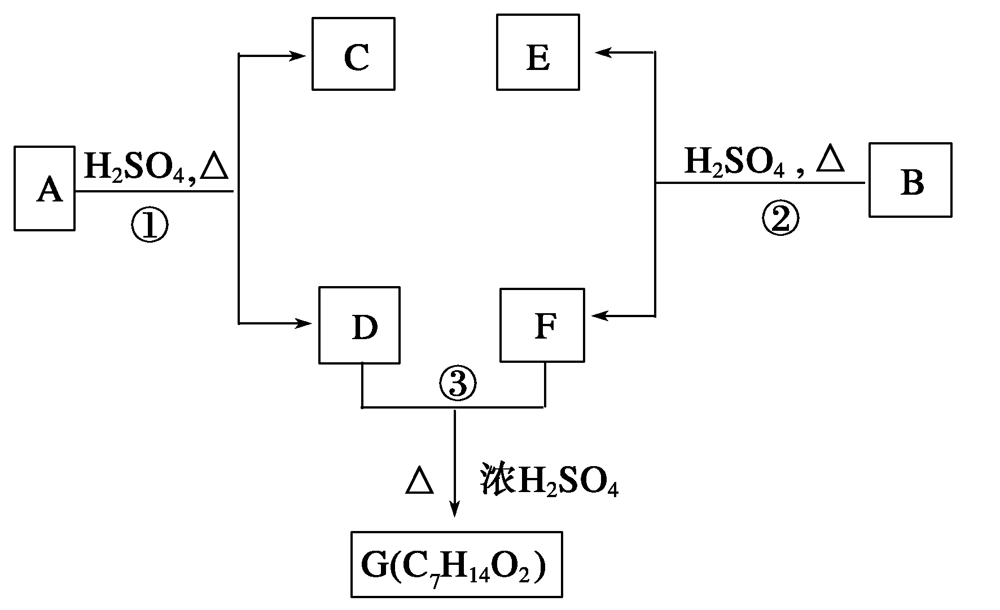 C
E
A
H₂SO₄,△
①
H₂SO₄,△
②
B
D
F
③
△
浓H₂SO₄
G(C₇H₁₄O₂)